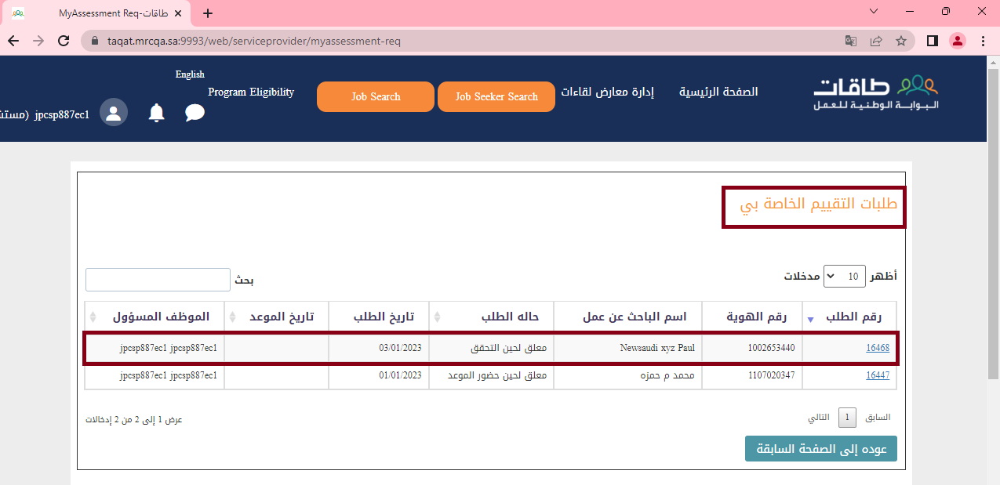 MyAssessment Req-طاقات
taqat.mrcqa.sa:9993/web/serviceprovider/myassessment-req
طاقات
البوابة الوطنية للعمل
الصفحة الرئيسية
إدارة معارض لقاءات
Job Seeker Search
Job Search
Program Eligibility
English
jpcsp887ec1
طلبات التقييم الخاصة بي
أظهر 10 مدخلات
بحث
رقم الطلب رقم الهوية اسم الباحث عن عمل حاله الطلب تاريخ الطلب تاريخ الموعد الموظف المسؤول
16468 1002653440 Newsaudi xyz Paul معلق لحين التحقق 03/01/2023 jpcsp887ec1 jpcsp887ec1
16447 1107020347 محمد م حمزه معلق لحين حضور الموعد 01/01/2023 jpcsp887ec1 jpcsp887ec1
السابق 1 التالي
عرض 1 إلى 2 من 2 إدخالات
عوده إلى الصفحة السابقة